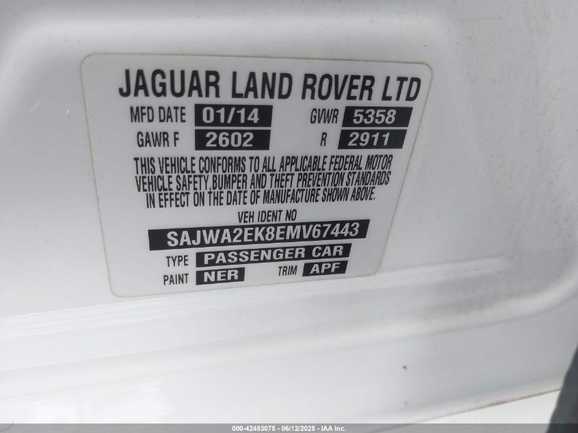 JAGUAR LAND ROVER LTD
MFD DATE 01/14 GVWR 5358
GAWR F 2602 R 2911
THIS VEHICLE CONFORMS TO ALL APPLICABLE FEDERAL MOTOR
VEHICLE SAFETY,BUMPER AND THEFT PREVENTION STANDARDS
IN EFFECT ON THE DATE OF MANUFACTURE SHOWN ABOVE.
VEH IDENT NO
SAJWA2EK8EMV67443
TYPE PASSENGER CAR
PAINT NER TRIM APF
000-42483075 - 06/12/2025 - IAA Inc.